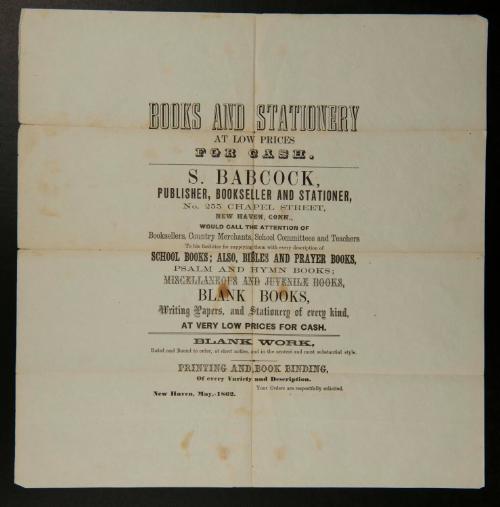 BOOKS AND STATIONERY
AT LOW PRICES
FOR CASH.
S. BABCOCK,
PUBLISHER, BOOKSELLER AND STATIONER,
No. 255 CHAPEL STREET,
NEW HAVEN, CONN.,
WOULD CALL THE ATTENTION OF
Booksellers, Country Merchants, School Committees and Teachers
To his facilities for supplying them with every description of
SCHOOL BOOKS; ALSO, BIBLES AND PRAYER BOOKS,
PSALM AND HYMN BOOKS;
MISCELLANEOUS AND JUVENILE BOOKS,
BLANK BOOKS,
Writing Papers, and Stationery of every kind,
AT VERY LOW PRICES FOR CASH.
BLANK WORK,
Ruled and Bound to order, at short notice, and in the neatest and most substantial style.
PRINTING AND BOOK BINDING,
Of every Variety and Description.
Your Orders are respectfully solicited.
New Haven, May, 1862.